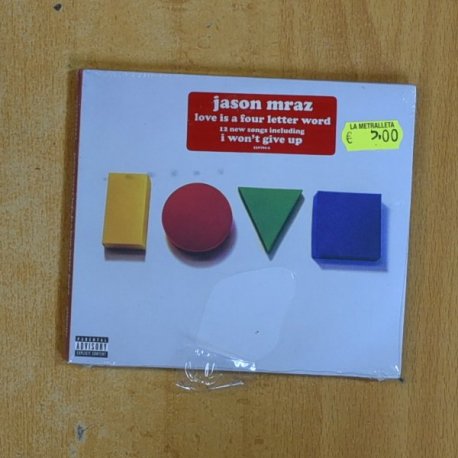 jason mraz
love is a four letter word
12 new songs including
i won't give up
LA METRALLETA
€ 5,00
PARENTAL
ADVISORY
EXPLICIT CONTENT